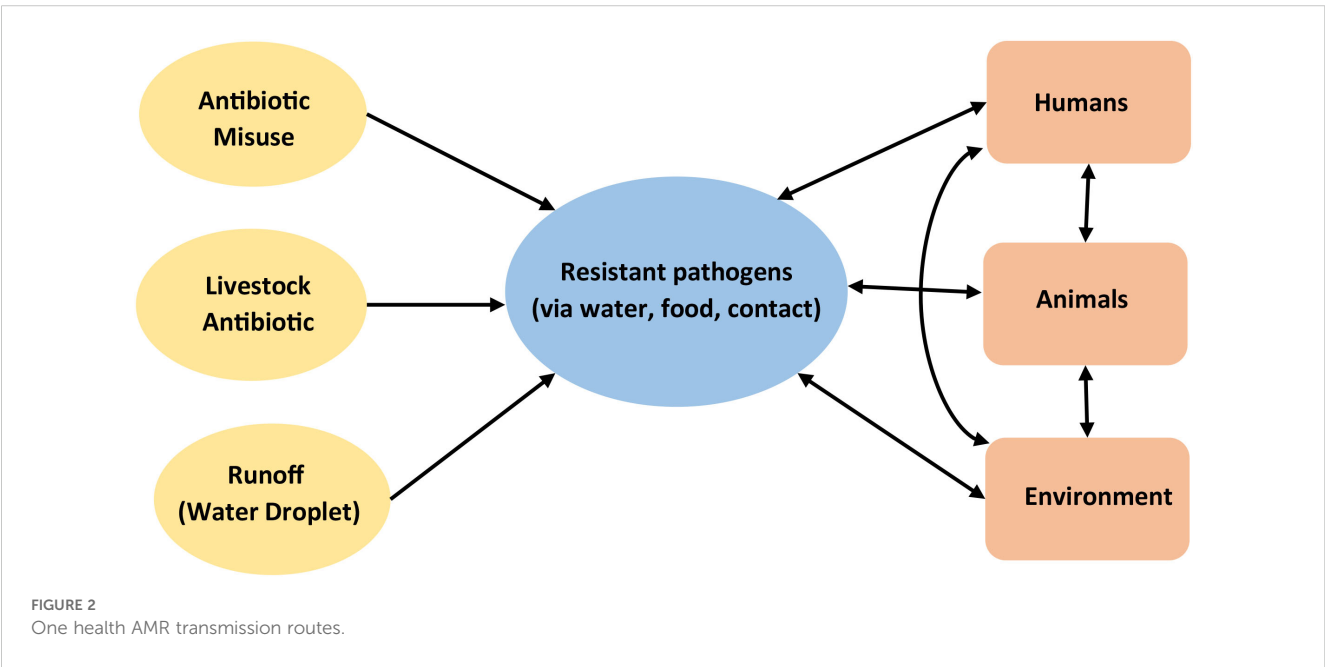 Antibiotic
Misuse
Livestock
Antibiotic
Runoff
(Water Droplet)
Resistant pathogens
(via water, food, contact)
Humans
Animals
Environment
FIGURE 2
One health AMR transmission routes.